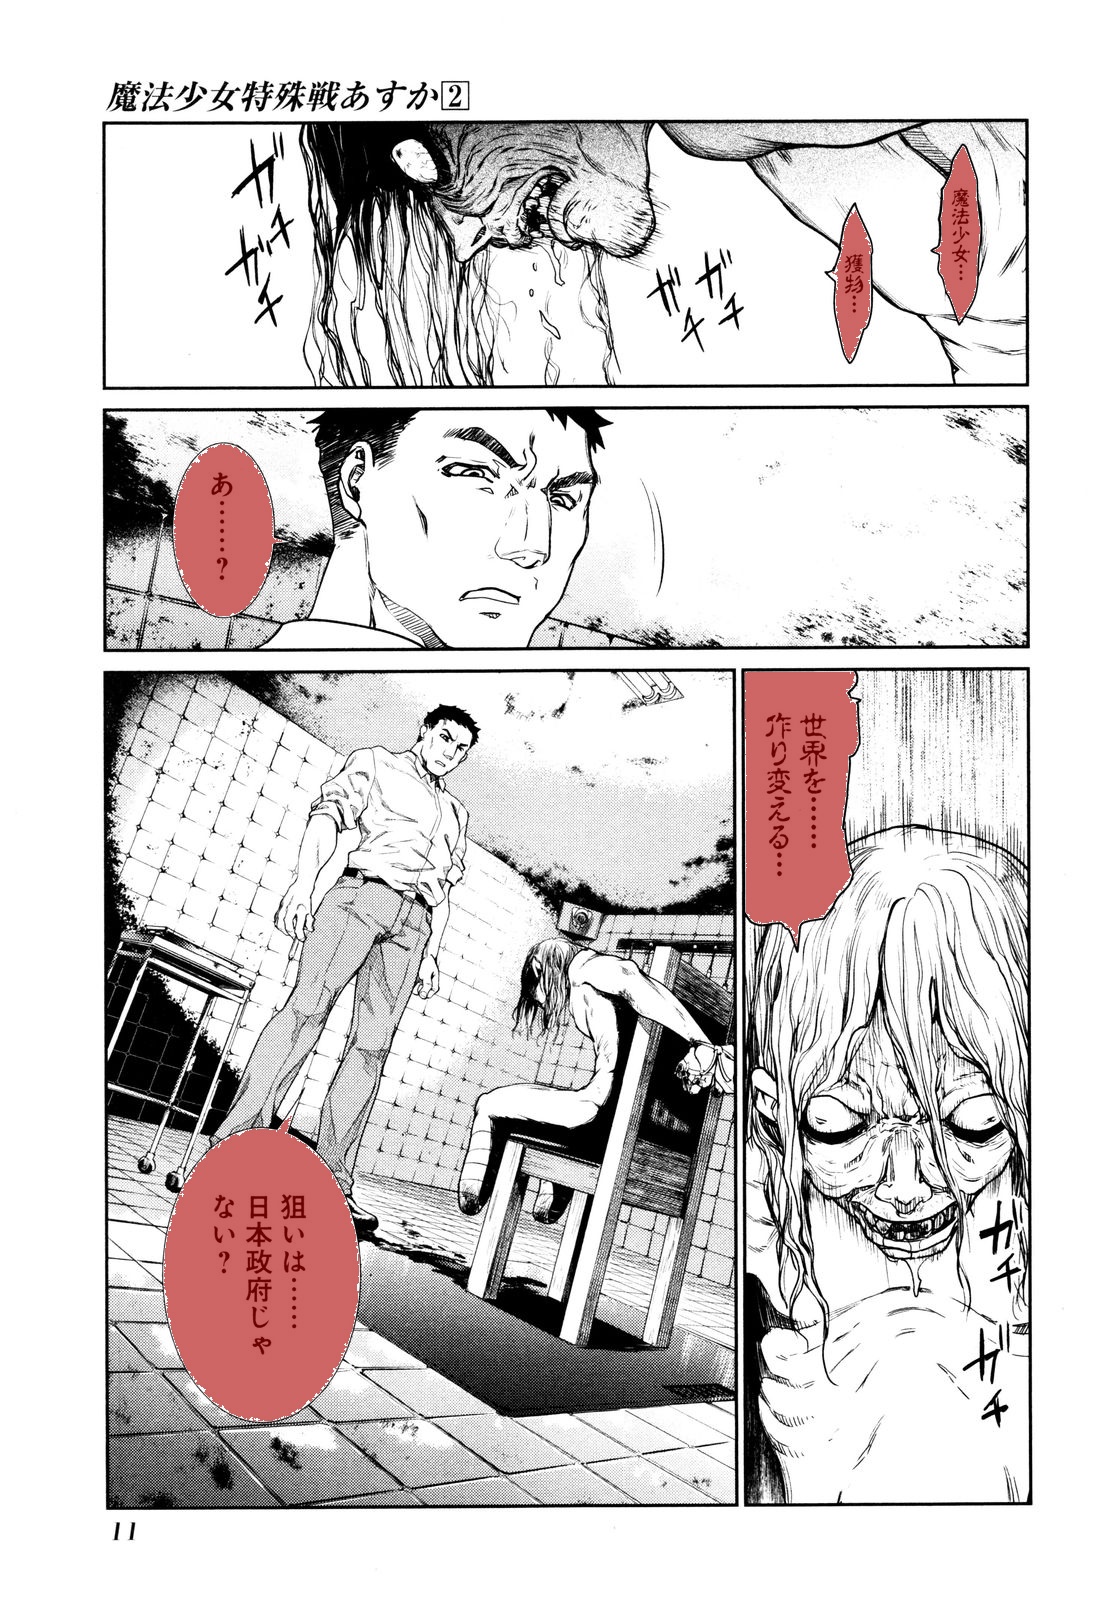 魔法少女特殊戦あすか2
魔法少女…
獲物…
ガチ
ガチ
ガチ
ガチ
あ……？
世界を……
作り変える…
ガチ
ガチ
狙いは……
日本政府じゃ
ない？
11